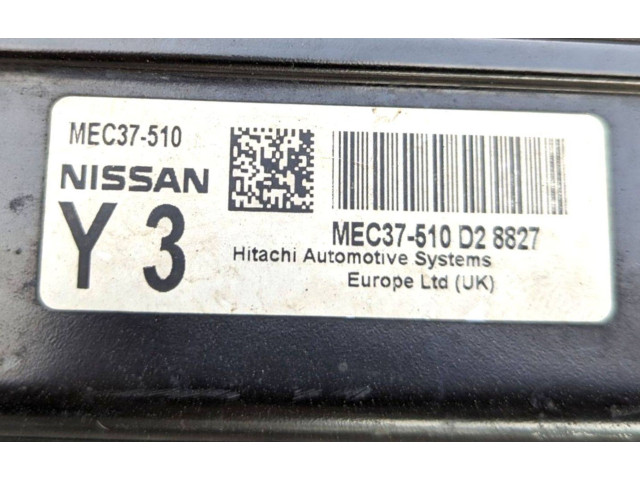 MEC37-510
NISSAN
Y 3
MEC37-510 D2 8827
Hitachi Automotive Systems
Europe Ltd (UK)